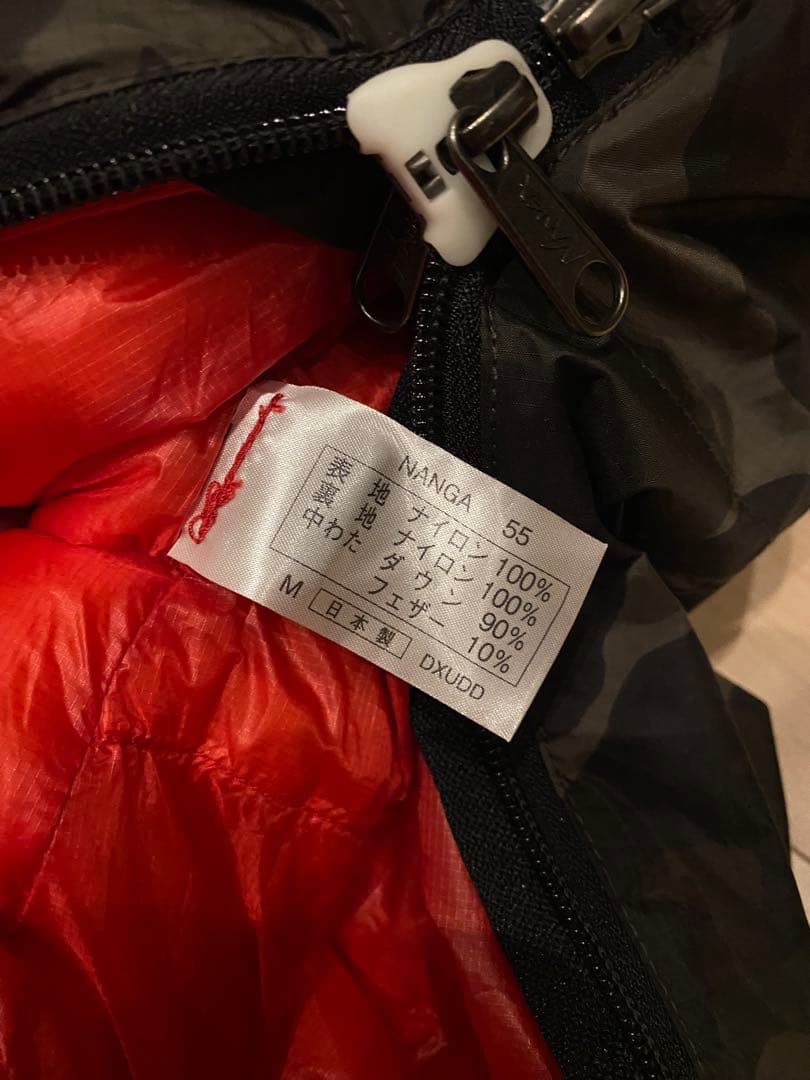 NANGA 55
表地 ナイロン 100%
裏地 ナイロン 100%
中わた ダウン 90%
フェザー 10%
M 日本製 DXUDD